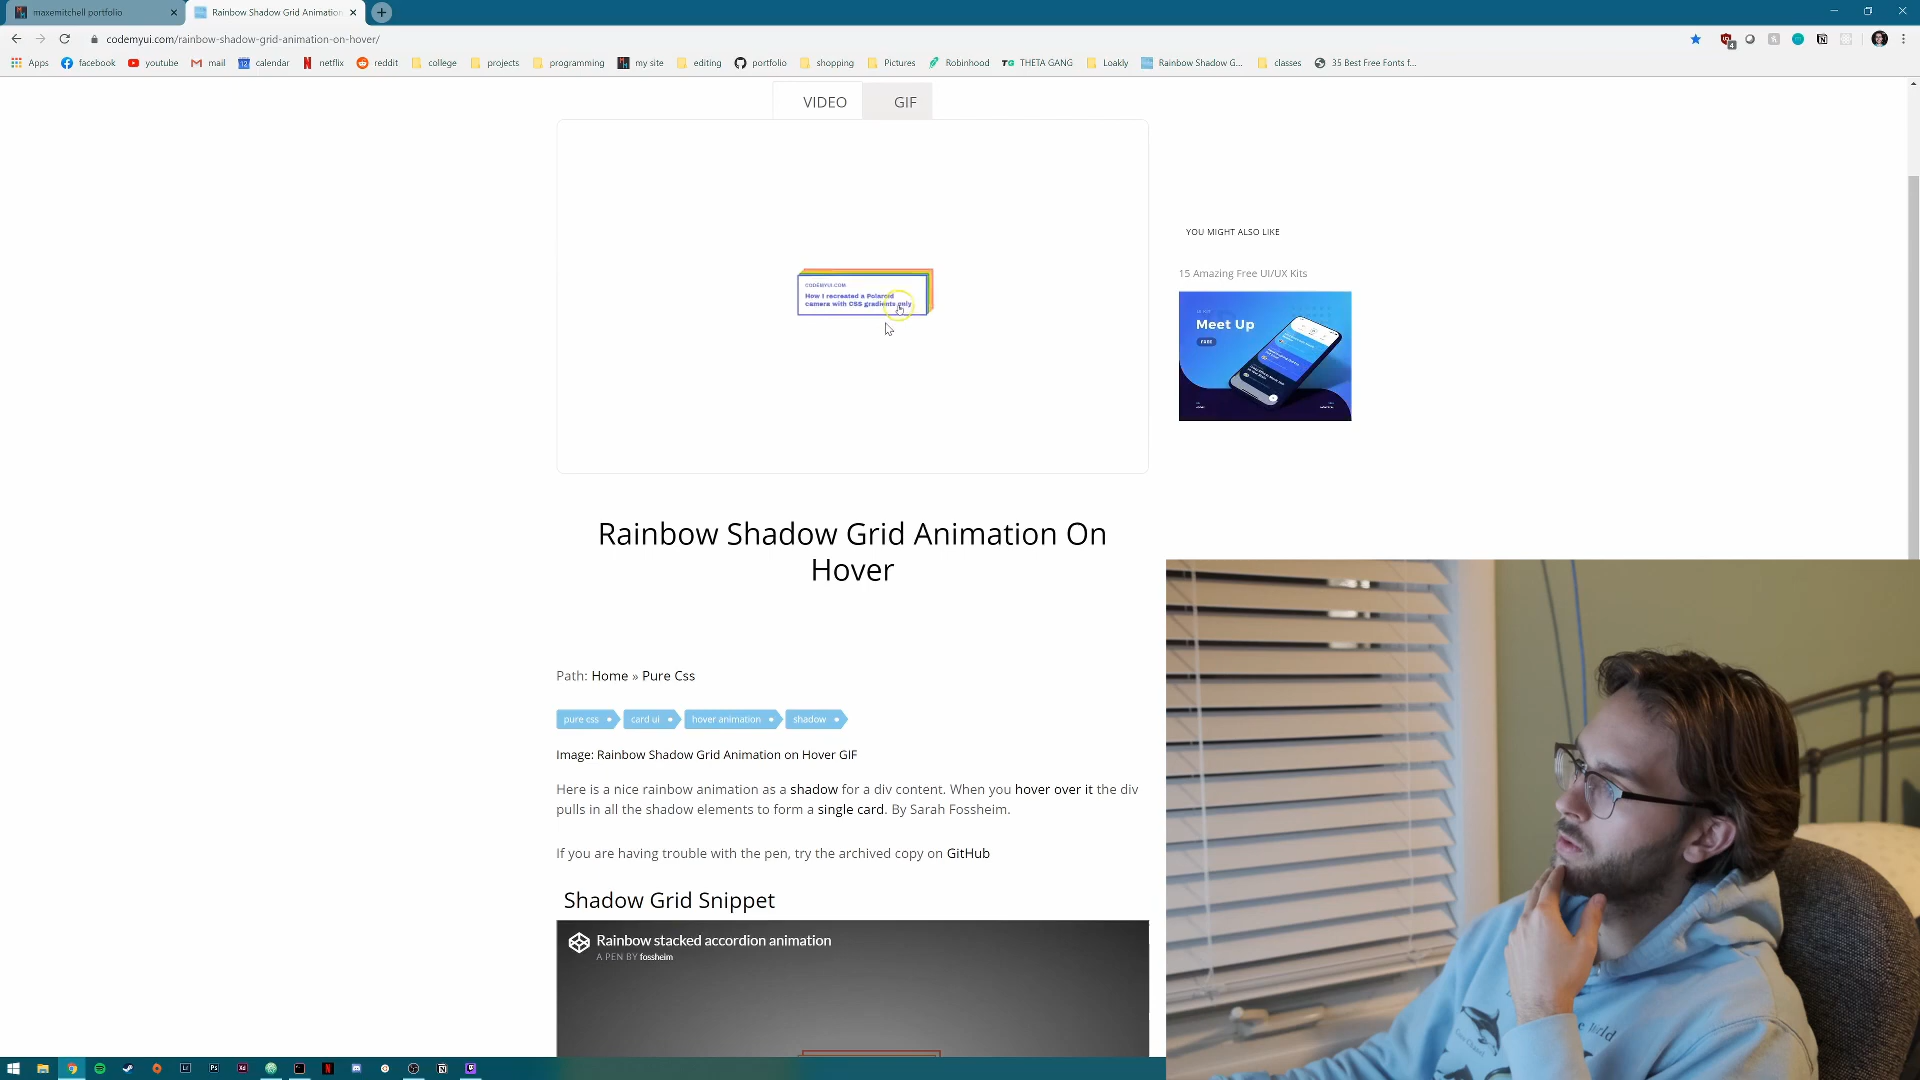 maxemitchell portfolio
Rainbow Shadow Grid Animation
codemyui.com/rainbow-shadow-grid-animation-on-hover/
4
Apps facebook youtube mail calendar netflix reddit college projects programming my site editing portfolio shopping Pictures Robinhood TG THETA GANG Loakly Rainbow Shadow G... classes 35 Best Free Fonts f...
VIDEO GIF
CODEMYUI.COM
How I recreated a Polaroid
camera with CSS gradients only
YOU MIGHT ALSO LIKE
15 Amazing Free UI/UX Kits
Meet Up
FREE
Rainbow Shadow Grid Animation On
Hover
Path: Home » Pure Css
pure css card ui hover animation shadow
Image: Rainbow Shadow Grid Animation on Hover GIF
Here is a nice rainbow animation as a shadow for a div content. When you hover over it the div
pulls in all the shadow elements to form a single card. By Sarah Fossheim.
If you are having trouble with the pen, try the archived copy on GitHub
Shadow Grid Snippet
Rainbow stacked accordion animation
A PEN BY fossheim